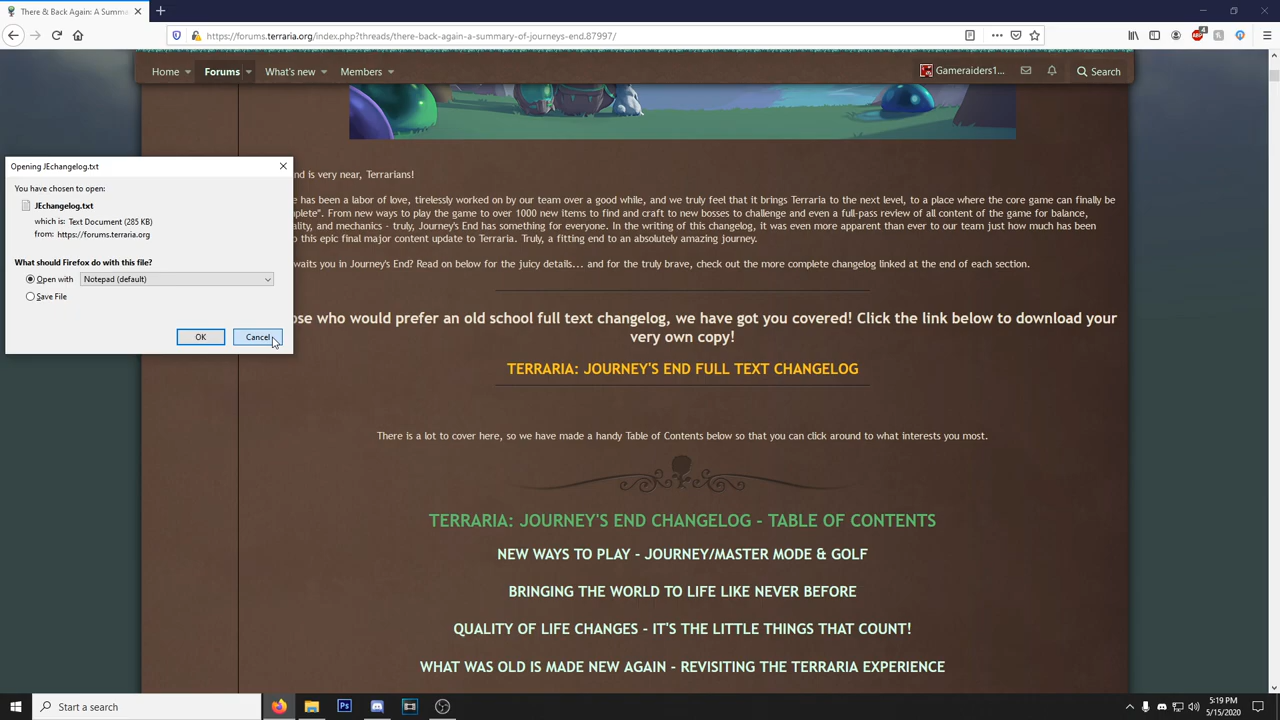 There & Back Again: A Summa
https://forums.terraria.org/index.php?threads/there-back-again-a-summary-of-journeys-end.87997/
Home Forums What's new Members Gameraiders1... Search
Opening JEchangelog.txt
You have chosen to open:
JEchangelog.txt
which is: Text Document (285 KB)
from: https://forums.terraria.org
What should Firefox do with this file?
Open with Notepad (default)
Save File
OK Cancel
nd is very near, Terrarians!
e has been a labor of love, tirelessly worked on by our team over a good while, and we truly feel that it brings Terraria to the next level, to a place where the core game can finally be
plete". From new ways to play the game to over 1000 new items to find and craft to new bosses to challenge and even a full-pass review of all content of the game for balance,
ality, and mechanics - truly, Journey's End has something for everyone. In the writing of this changelog, it was even more apparent than ever to our team just how much has been
o this epic final major content update to Terraria. Truly, a fitting end to an absolutely amazing journey.
waits you in Journey's End? Read on below for the juicy details... and for the truly brave, check out the more complete changelog linked at the end of each section.
ose who would prefer an old school full text changelog, we have got you covered! Click the link below to download your
very own copy!
TERRARIA: JOURNEY'S END FULL TEXT CHANGELOG
There is a lot to cover here, so we have made a handy Table of Contents below so that you can click around to what interests you most.
TERRARIA: JOURNEY'S END CHANGELOG - TABLE OF CONTENTS
NEW WAYS TO PLAY - JOURNEY/MASTER MODE & GOLF
BRINGING THE WORLD TO LIFE LIKE NEVER BEFORE
QUALITY OF LIFE CHANGES - IT'S THE LITTLE THINGS THAT COUNT!
WHAT WAS OLD IS MADE NEW AGAIN - REVISITING THE TERRARIA EXPERIENCE
Start a search
Ps
5:19 PM
5/15/2020